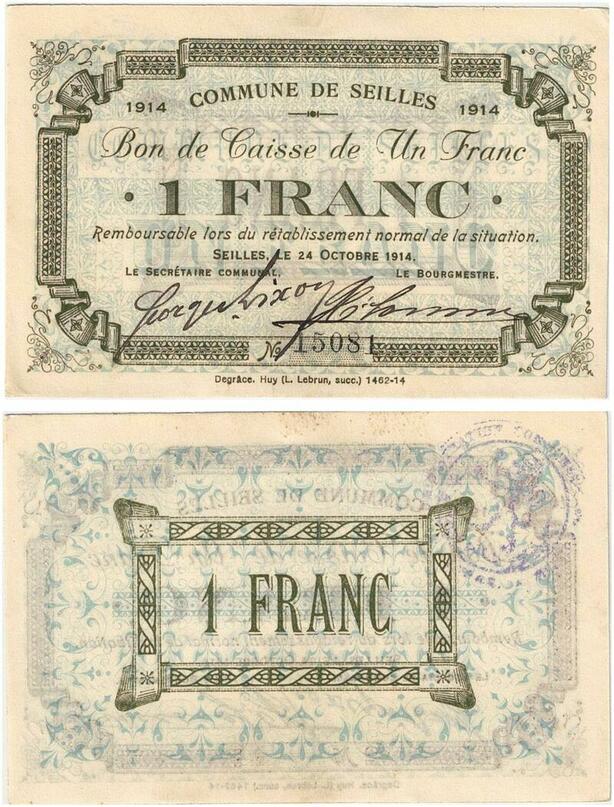 COMMUNE DE SEILLES
1914 1914
Bon de Caisse de Un Franc
· 1 FRANC ·
Remboursable lors du rétablissement normal de la situation.
SEILLES, LE 24 OCTOBRE 1914.
LE SECRÉTAIRE COMMUNAL, LE BOURGMESTRE.
Georges
No 15081
Degrâce. Huy (L. Lebrun, succ.) 1462-14
1 FRANC